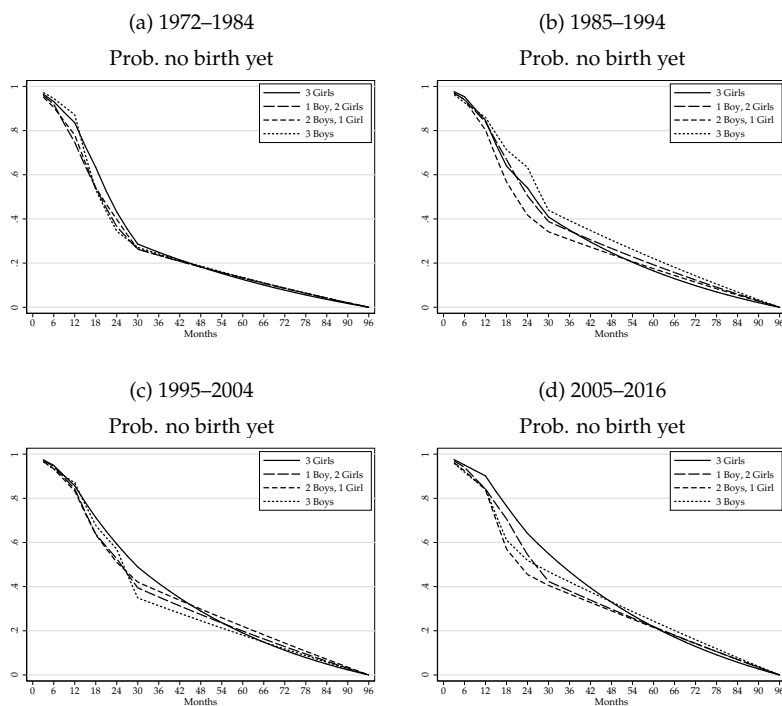 (a) 1972–1984
Prob. no birth yet
3 Girls
1 Boy, 2 Girls
2 Boys, 1 Girl
3 Boys
1
.8
.6
.4
.2
0
0 6 12 18 24 30 36 42 48 54 60 66 72 78 84 90 96
Months
(b) 1985–1994
Prob. no birth yet
3 Girls
1 Boy, 2 Girls
2 Boys, 1 Girl
3 Boys
1
.8
.6
.4
.2
0
0 6 12 18 24 30 36 42 48 54 60 66 72 78 84 90 96
Months
(c) 1995–2004
Prob. no birth yet
3 Girls
1 Boy, 2 Girls
2 Boys, 1 Girl
3 Boys
1
.8
.6
.4
.2
0
0 6 12 18 24 30 36 42 48 54 60 66 72 78 84 90 96
Months
(d) 2005–2016
Prob. no birth yet
3 Girls
1 Boy, 2 Girls
2 Boys, 1 Girl
3 Boys
1
.8
.6
.4
.2
0
0 6 12 18 24 30 36 42 48 54 60 66 72 78 84 90 96
Months